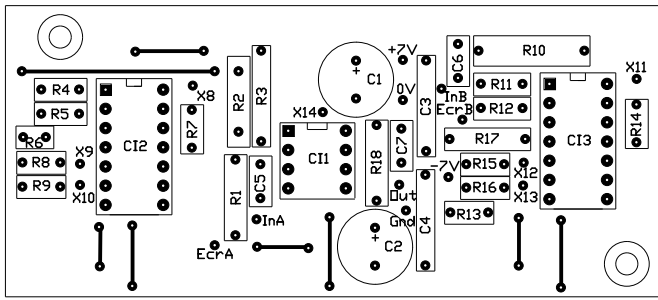 R4
R5
R6
R8
R9
X9
X10
CI2
X8
R7
R2
R3
R1
C5
InA
EcrA
X14
CI1
+
C1
+7V
0V
R18
C7
C3
C6
InB
EcrB
R10
R11
R12
R17
-7V
R15
R16
R13
X12
X13
Out
Gnd
C4
+
C2
CI3
X11
R14